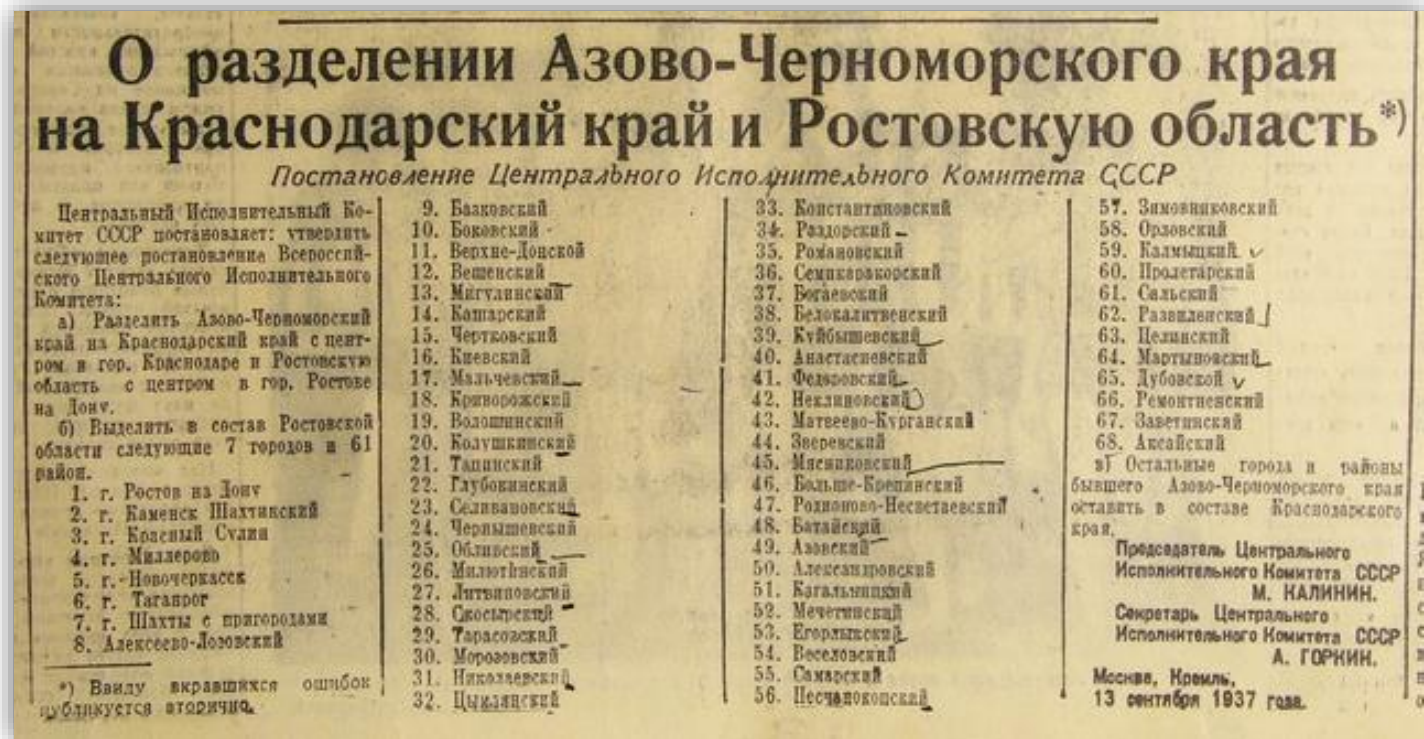 О разделении Азово-Черноморского края
на Краснодарский край и Ростовскую область*)
Постановление Центрального Исполнительного Комитета СССР
Центральный Исполнительный Ко-
митет СССР постановляет: утвердить
следующее постановление Всероссий-
ского Центрального Исполнительного
Комитета:
а) Разделить Азово-Черноморский
край на Краснодарский край с цент-
ром в гор. Краснодаре и Ростовскую
область с центром в гор. Ростове
на Дону.
б) Выделить в состав Ростовской
области следующие 7 городов и 61
район.
1. г. Ростов на Дону
2. г. Каменск Шахтинский
3. г. Красный Сулин
4. г. Миллерово
5. г. Новочеркасск
6. г. Таганрог
7. г. Шахты с пригородами
8. Алексеево-Лозовский
*) Ввиду вкравшихся ошибок
публикуется вторично.
9. Базковский
10. Боковский
11. Верхне-Донской
12. Вешенский
13. Мигулинский
14. Кашарский
15. Чертковский
16. Киевский
17. Мальчевский
18. Криворожский
19. Волошинский
20. Колушкинский
21. Тацинский
22. Глубокинский
23. Селивановский
24. Чернышевский
25. Обливский
26. Милютинский
27. Литвиновский
28. Скосырский
29. Тарасовский
30. Морозовский
31. Николаевский
32. Цымлянский
33. Константиновский
34. Раздорский
35. Романовский
36. Семикаракорский
37. Богаевский
38. Белокалитвенский
39. Куйбышевский
40. Анастасиевский
41. Федоровский
42. Неклиновский
43. Матвеево-Курганский
44. Зверевский
45. Мясниковский
46. Больше-Крепинский
47. Родионово-Несветаевский
48. Батайский
49. Азовский
50. Александровский
51. Кагальницкий
52. Мечетинский
53. Егорлыкский
54. Веселовский
55. Самарский
56. Песчанокопский
57. Зимовниковский
58. Орловский
59. Калмыцкий
60. Пролетарский
61. Сальский
62. Развиленский
63. Целинский
64. Мартыновский
65. Дубовской
66. Ремонтненский
67. Заветинский
68. Аксайский
в) Остальные города и районы
бывшего Азово-Черноморского края
оставить в составе Краснодарского
края.
Председатель Центрального
Исполнительного Комитета СССР
М. КАЛИНИН.
Секретарь Центрального
Исполнительного Комитета СССР
А. ГОРКИН.
Москва, Кремль,
13 сентября 1937 года.